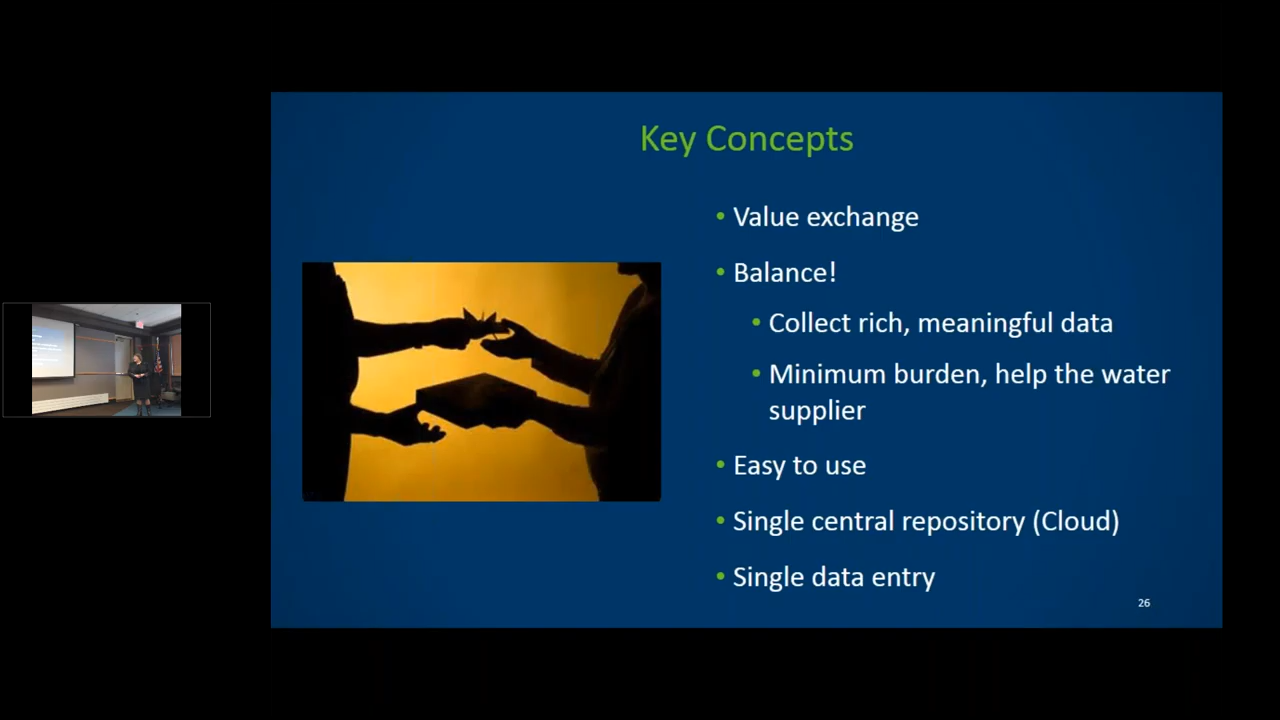 Key Concepts
• Value exchange
• Balance!
• Collect rich, meaningful data
• Minimum burden, help the water
supplier
• Easy to use
• Single central repository (Cloud)
• Single data entry
26